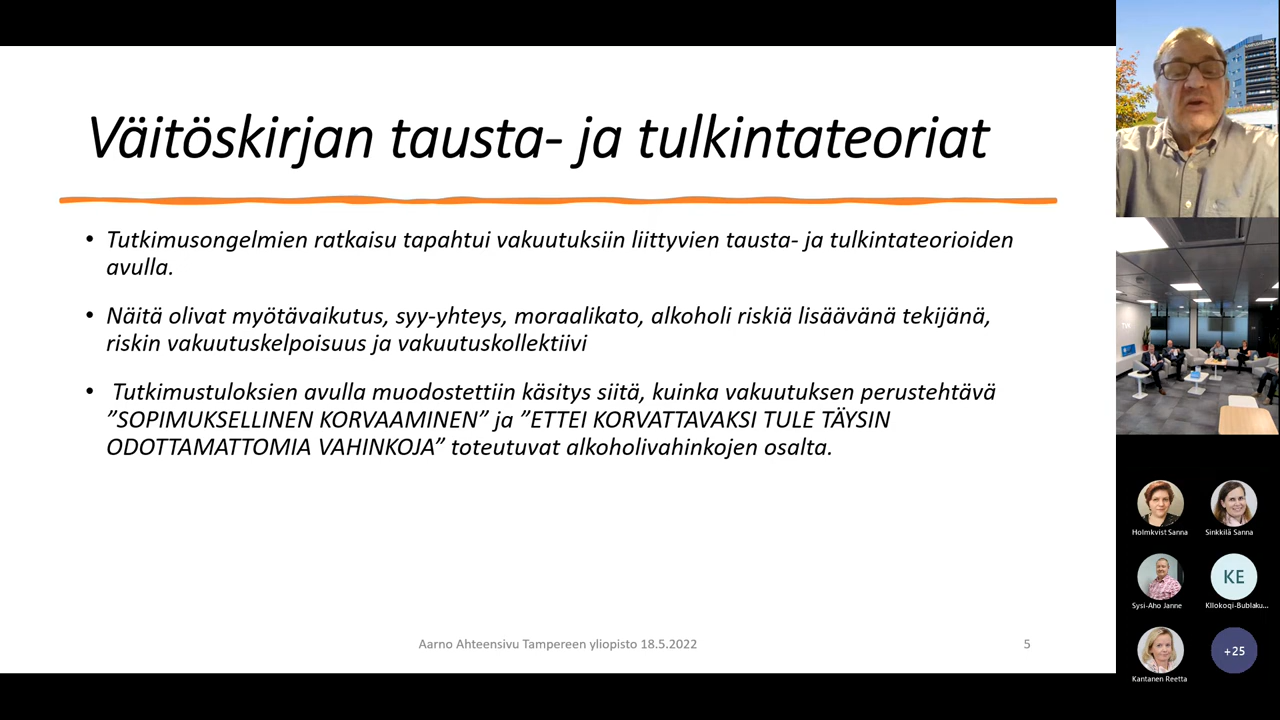 Väitöskirjan tausta- ja tulkintateoriat
• Tutkimusongelmien ratkaisu tapahtui vakuutuksiin liittyvien tausta- ja tulkintateorioiden
avulla.
• Näitä olivat myötävaikutus, syy-yhteys, moraalikato, alkoholi riskiä lisäävänä tekijänä,
riskin vakuutuskelpoisuus ja vakuutuskollektiivi
• Tutkimustuloksien avulla muodostettiin käsitys siitä, kuinka vakuutuksen perustehtävä
”SOPIMUKSELLINEN KORVAAMINEN” ja ”ETTEI KORVATTAVAKSI TULE TÄYSIN
ODOTTAMATTOMIA VAHINKOJA” toteutuvat alkoholivahinkojen osalta.
Aarno Ahteensivu Tampereen yliopisto 18.5.2022
5
Holmkvist Sanna
Sinkkilä Sanna
KE
Sysi-Aho Janne
Kllokoqi-Bublaku...
Kantanen Reetta
+25